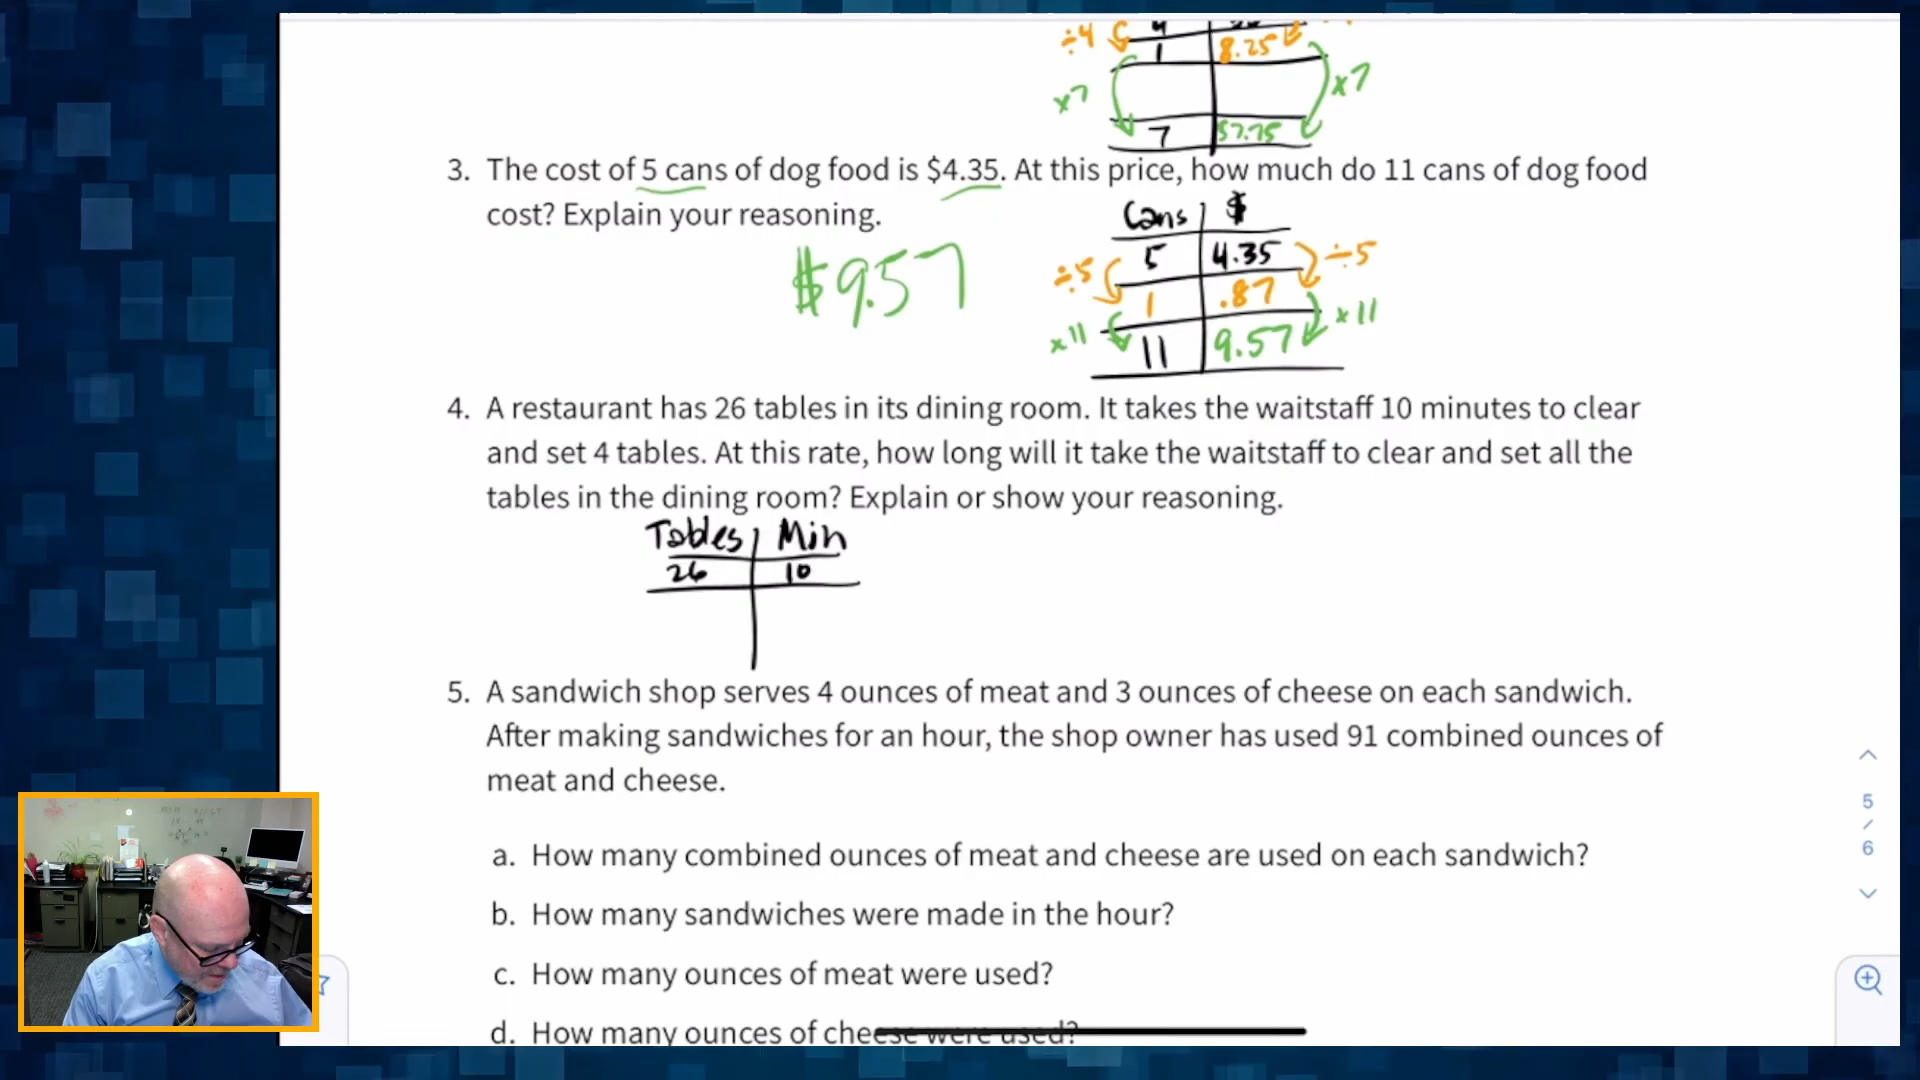 ÷4 1 8.25
x7 x7
7 57.75
3. The cost of 5 cans of dog food is $4.35. At this price, how much do 11 cans of dog food
cost? Explain your reasoning.
Cans $
÷5 5 4.35 ÷5
$9.57
1 .87
x11 11 9.57 x11
4. A restaurant has 26 tables in its dining room. It takes the waitstaff 10 minutes to clear
and set 4 tables. At this rate, how long will it take the waitstaff to clear and set all the
tables in the dining room? Explain or show your reasoning.
Tables Min
26 10
5. A sandwich shop serves 4 ounces of meat and 3 ounces of cheese on each sandwich.
After making sandwiches for an hour, the shop owner has used 91 combined ounces of
meat and cheese.
5
/
6
a. How many combined ounces of meat and cheese are used on each sandwich?
b. How many sandwiches were made in the hour?
c. How many ounces of meat were used?
d. How many ounces of cheese were used?